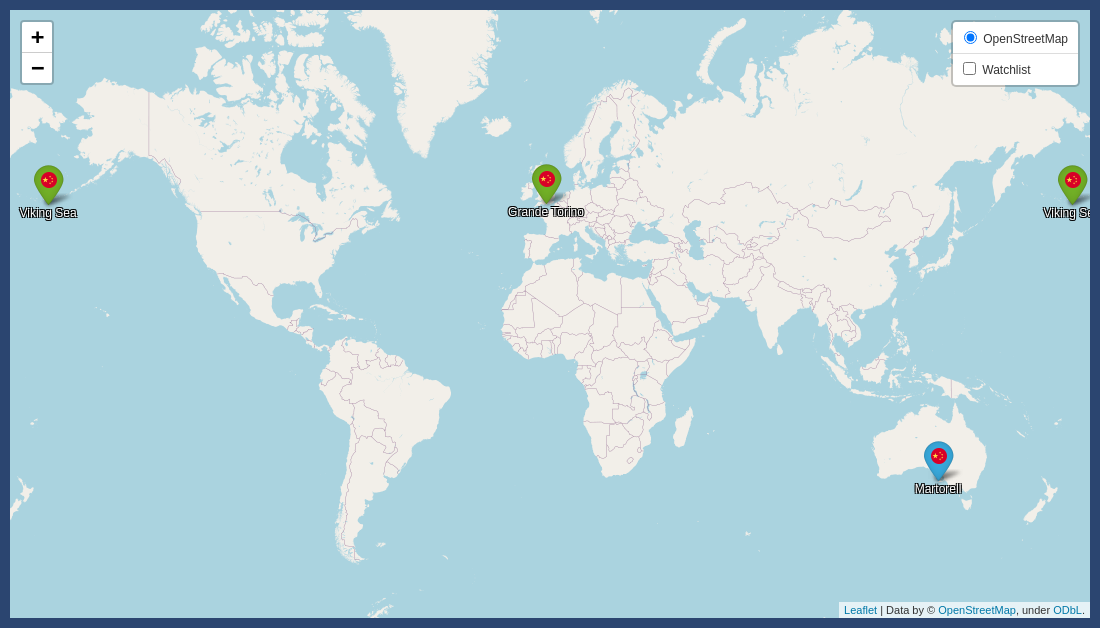 +
−
OpenStreetMap
Watchlist
Viking Sea
Grande Torino
Viking Se
Martorell
Leaflet | Data by © OpenStreetMap, under ODbL.